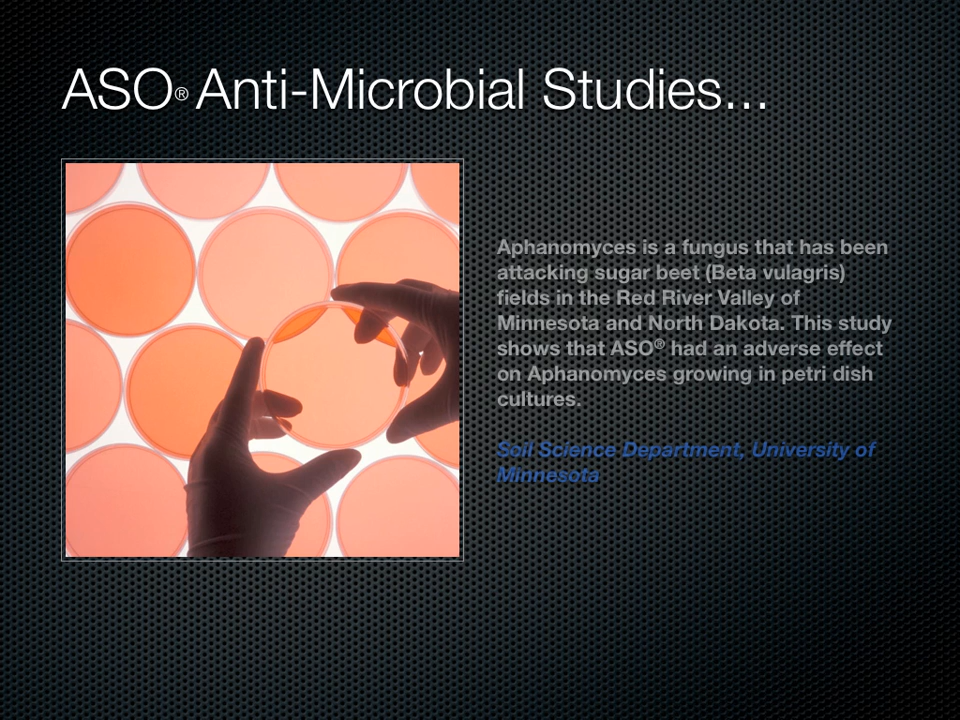 ASO® Anti-Microbial Studies...
Aphanomyces is a fungus that has been
attacking sugar beet (Beta vulagris)
fields in the Red River Valley of
Minnesota and North Dakota. This study
shows that ASO® had an adverse effect
on Aphanomyces growing in petri dish
cultures.
Soil Science Department, University of
Minnesota